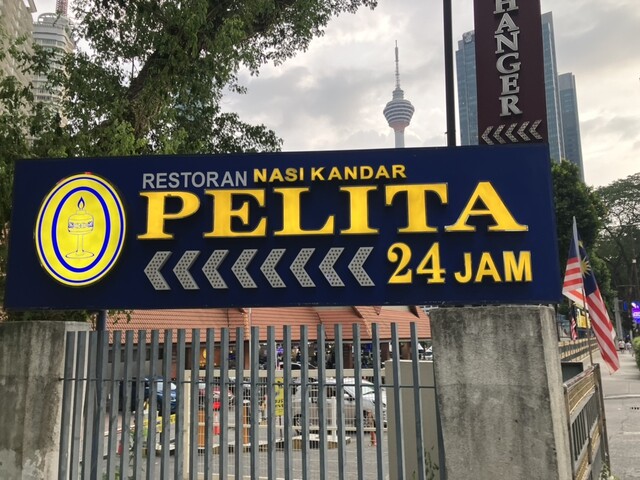 HANGER
RESTORAN NASI KANDAR
PELITA
24 JAM